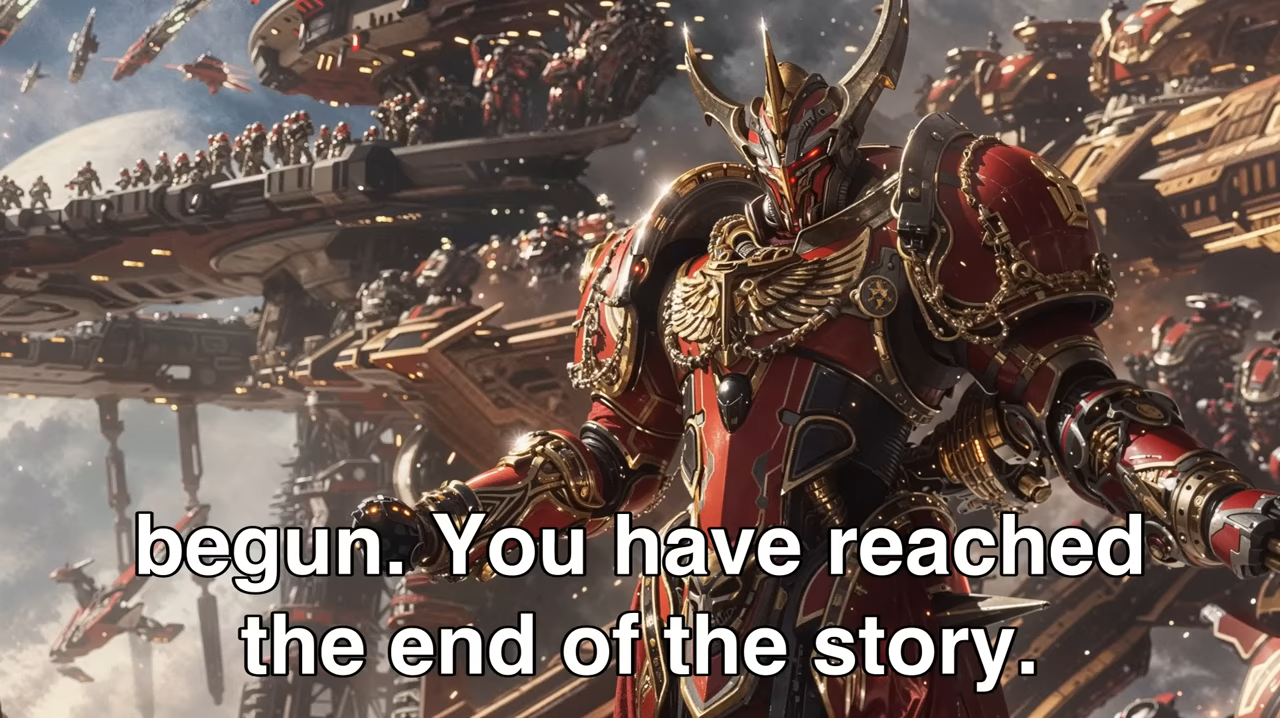 begun. You have reached
the end of the story.